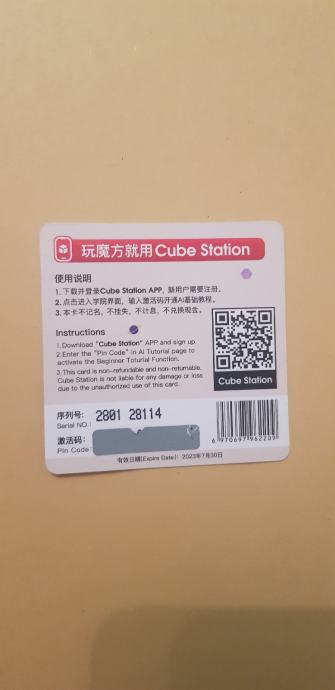 玩魔方就用 Cube Station
使用说明
1. 下载并登录Cube Station APP, 新用户需要注册。
2. 点击进入学院界面, 输入激活码开通AI基础教程。
3. 本卡不记名, 不挂失, 不计息, 不兑换现金。
Instructions
1. Download "Cube Station" APP and sign up.
2. Enter the "Pin Code" in AI Tutorial page to
activate the Beginner Toturial Function.
3. This card is non-refundable and non-returnable.
Cube Station is not liable for any damage or loss
due to the unauthorized use of this card.
Cube Station
序列号: 2801 28114
Serial NO.:
激活码:
Pin Code
6 970697 962209
有效日期(Expire Date): 2023年7月30日